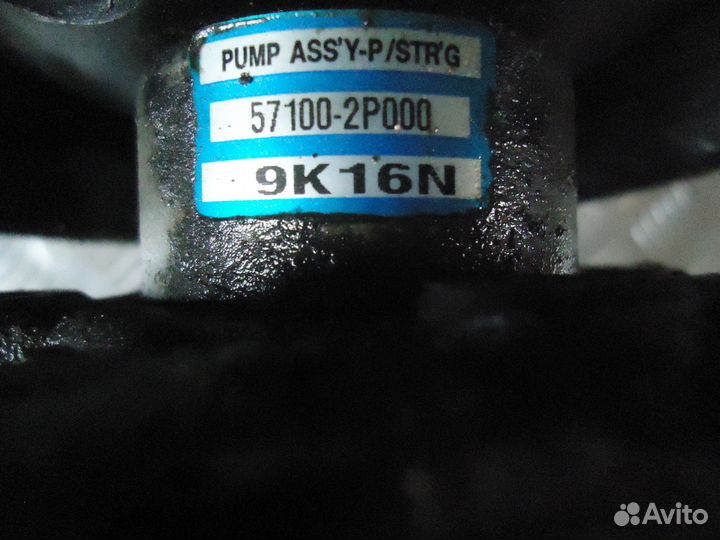 PUMP ASS'Y-P/STR'G
57100-2P000
9K16N
Avito